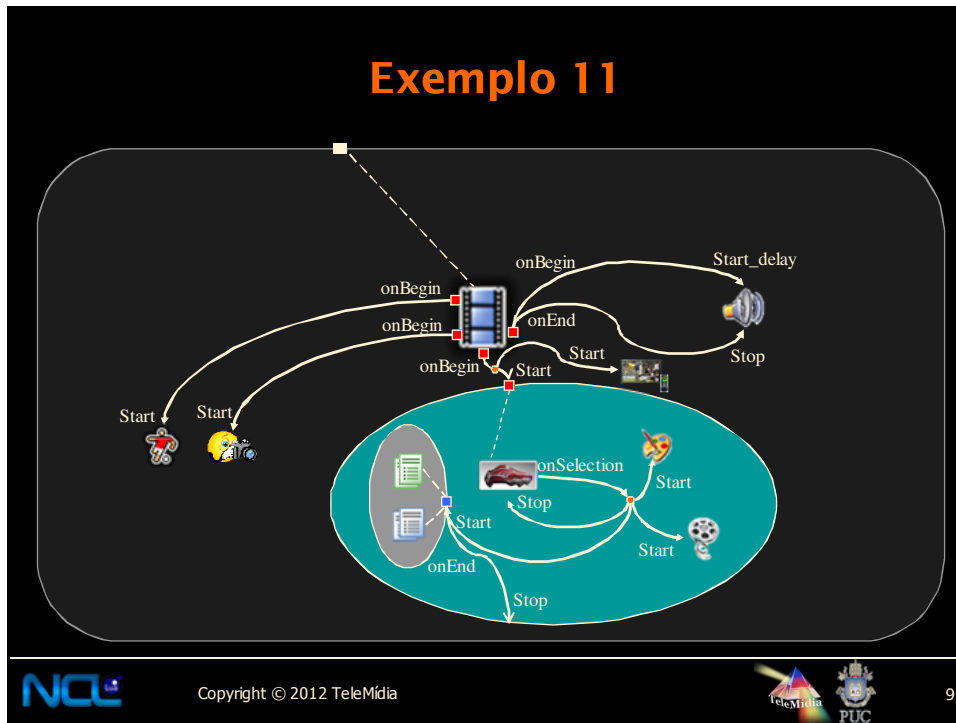 Exemplo 11
onBegin
Start_delay
onBegin
onEnd
onBegin
Stop
Start
onBegin
Start
Start
Start
onSelection
Start
Stop
Start
Start
onEnd
Stop
NCL
Lua
Copyright © 2012 TeleMídia
TeleMídia
PUC
9